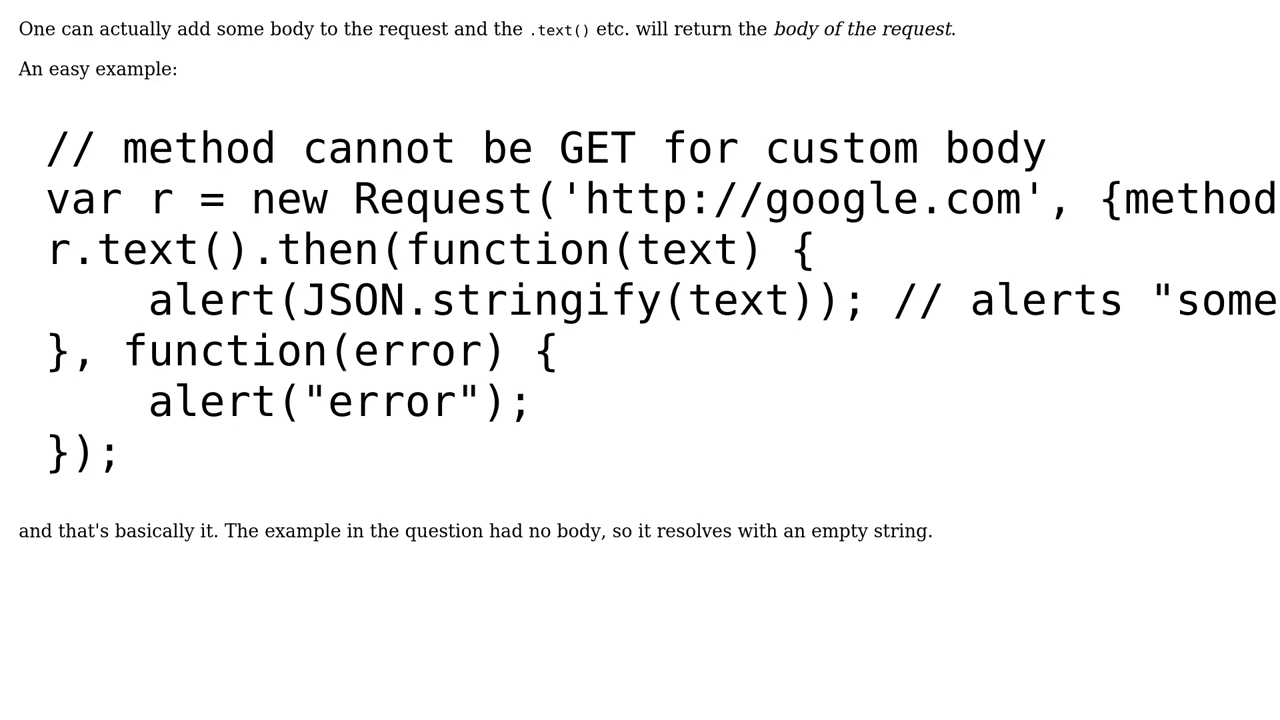 One can actually add some body to the request and the .text() etc. will return the body of the request.
An easy example:
// method cannot be GET for custom body
var r = new Request('http://google.com', {method
r.text().then(function(text) {
    alert(JSON.stringify(text)); // alerts "some
}, function(error) {
    alert("error");
});
and that's basically it. The example in the question had no body, so it resolves with an empty string.